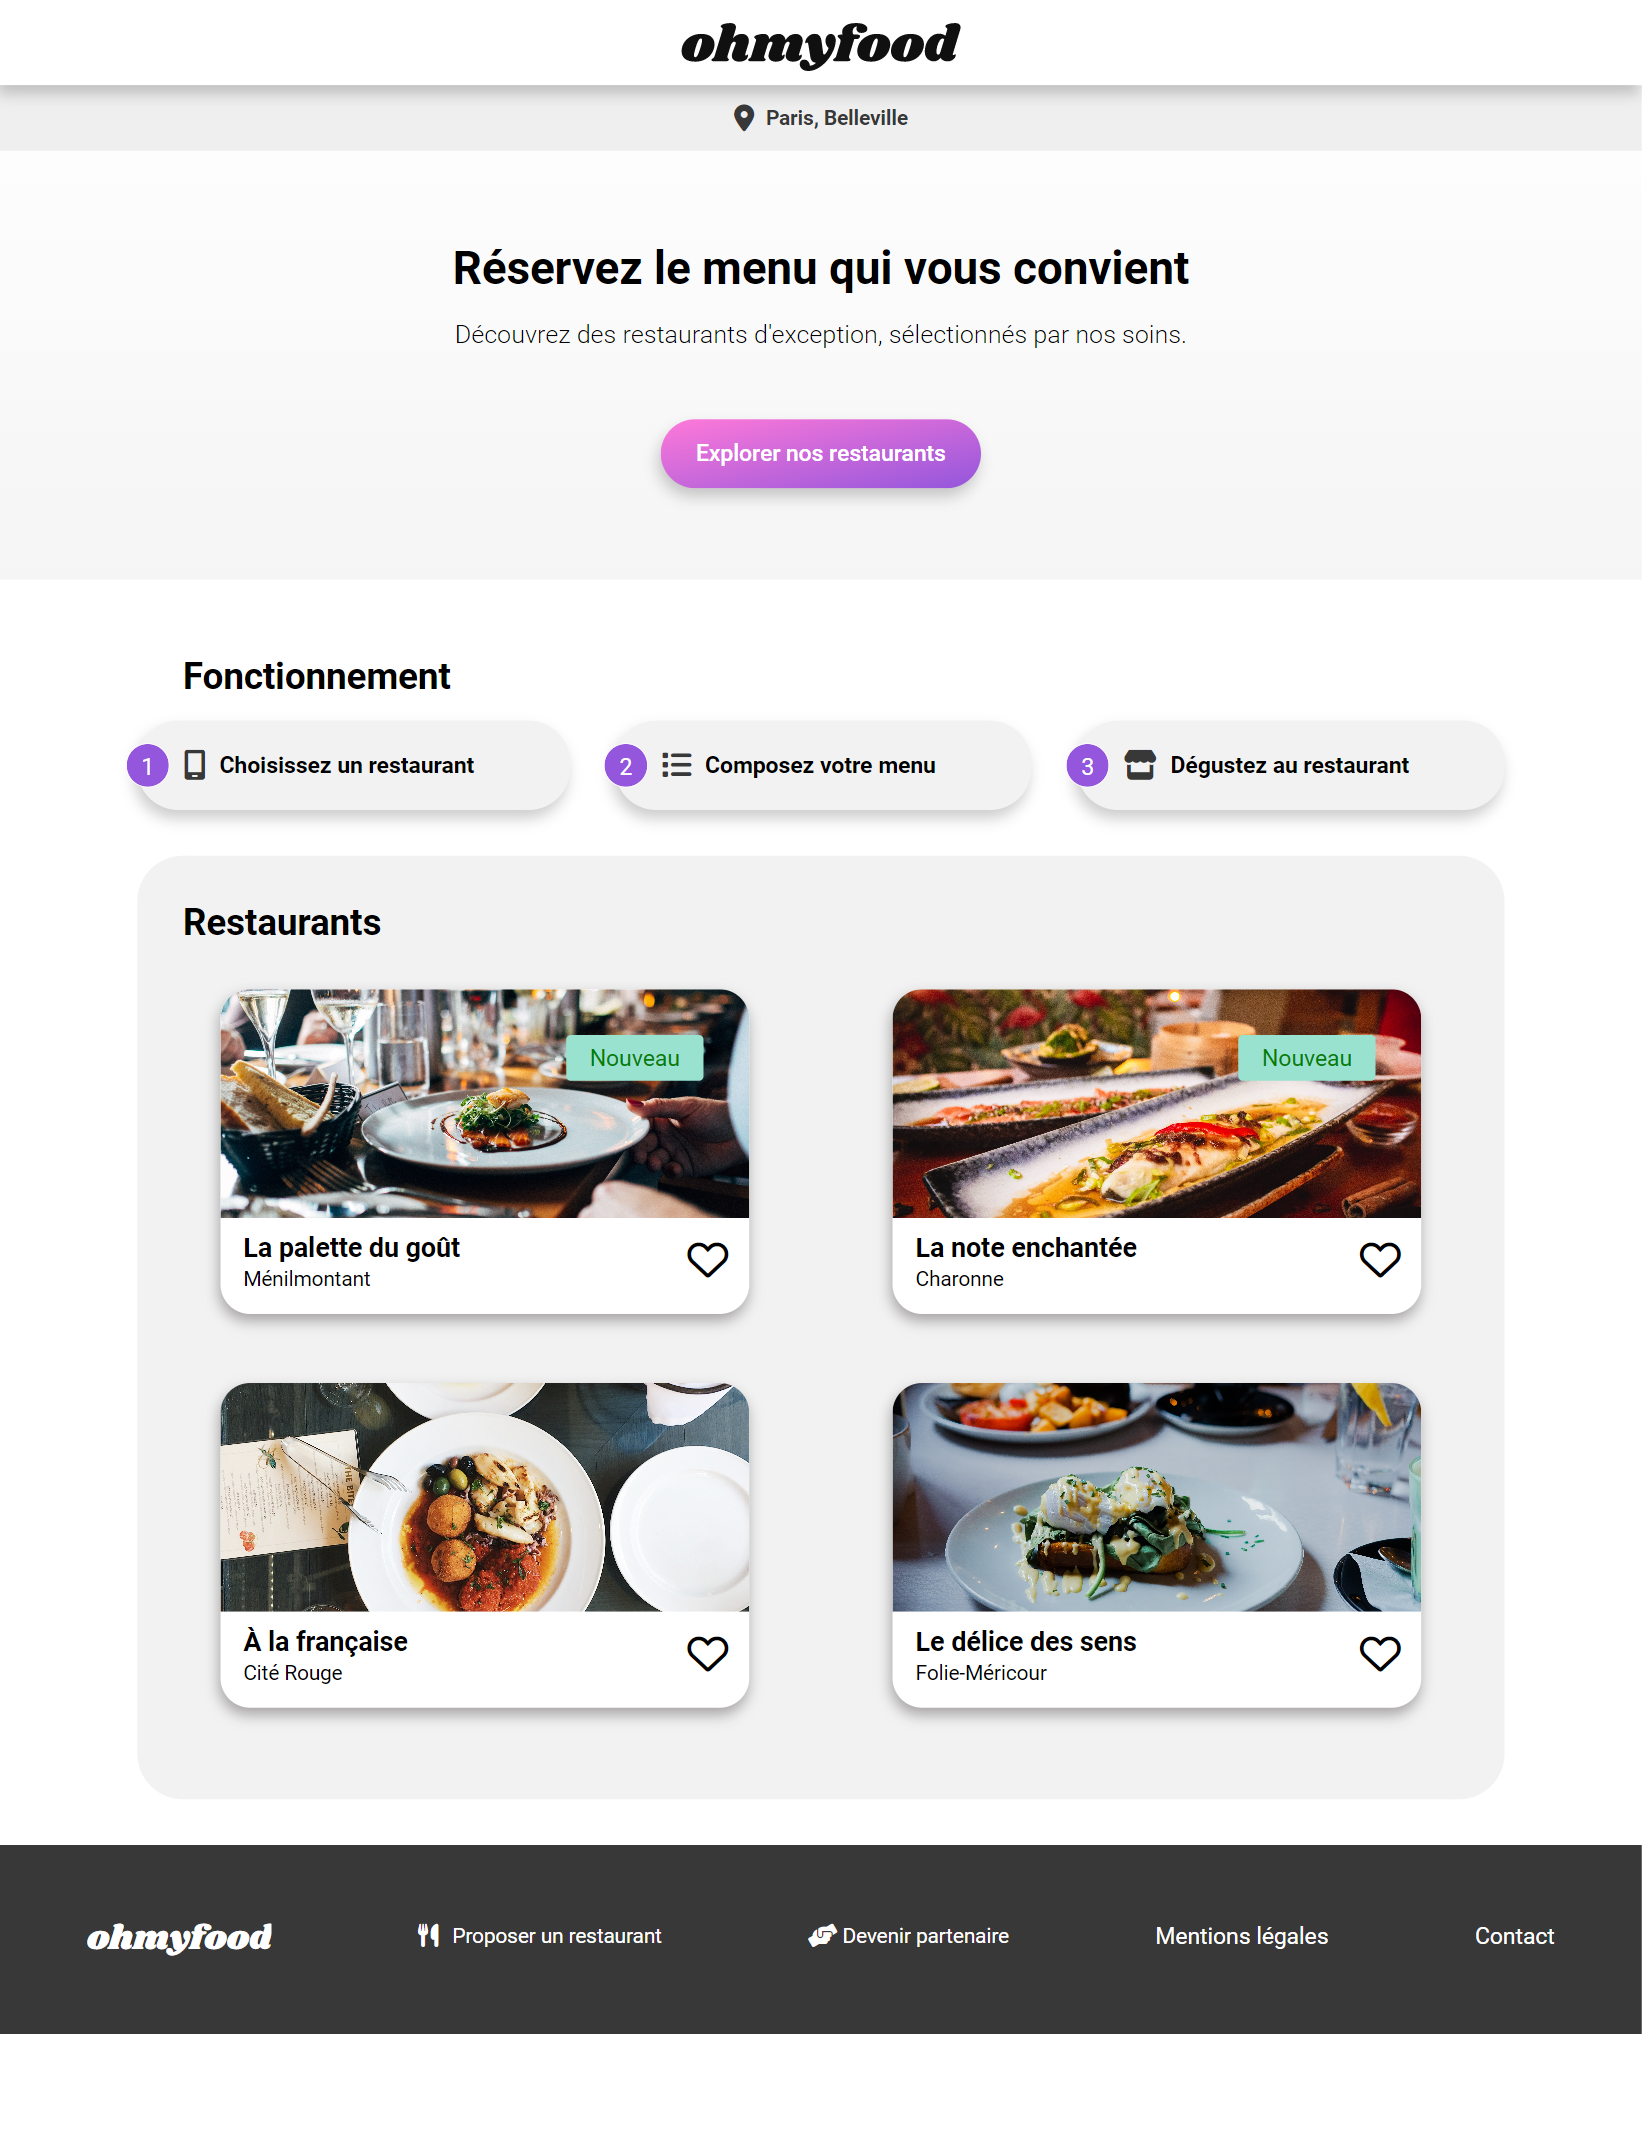 ohmyfood
Paris, Belleville
Réservez le menu qui vous convient
Découvrez des restaurants d'exception, sélectionnés par nos soins.
Explorer nos restaurants
Fonctionnement
1 Choisissez un restaurant
2 Composez votre menu
3 Dégustez au restaurant
Restaurants
Nouveau
La palette du goût
Ménilmontant
Nouveau
La note enchantée
Charonne
À la française
Cité Rouge
Le délice des sens
Folie-Méricour
ohmyfood
Proposer un restaurant
Devenir partenaire
Mentions légales
Contact